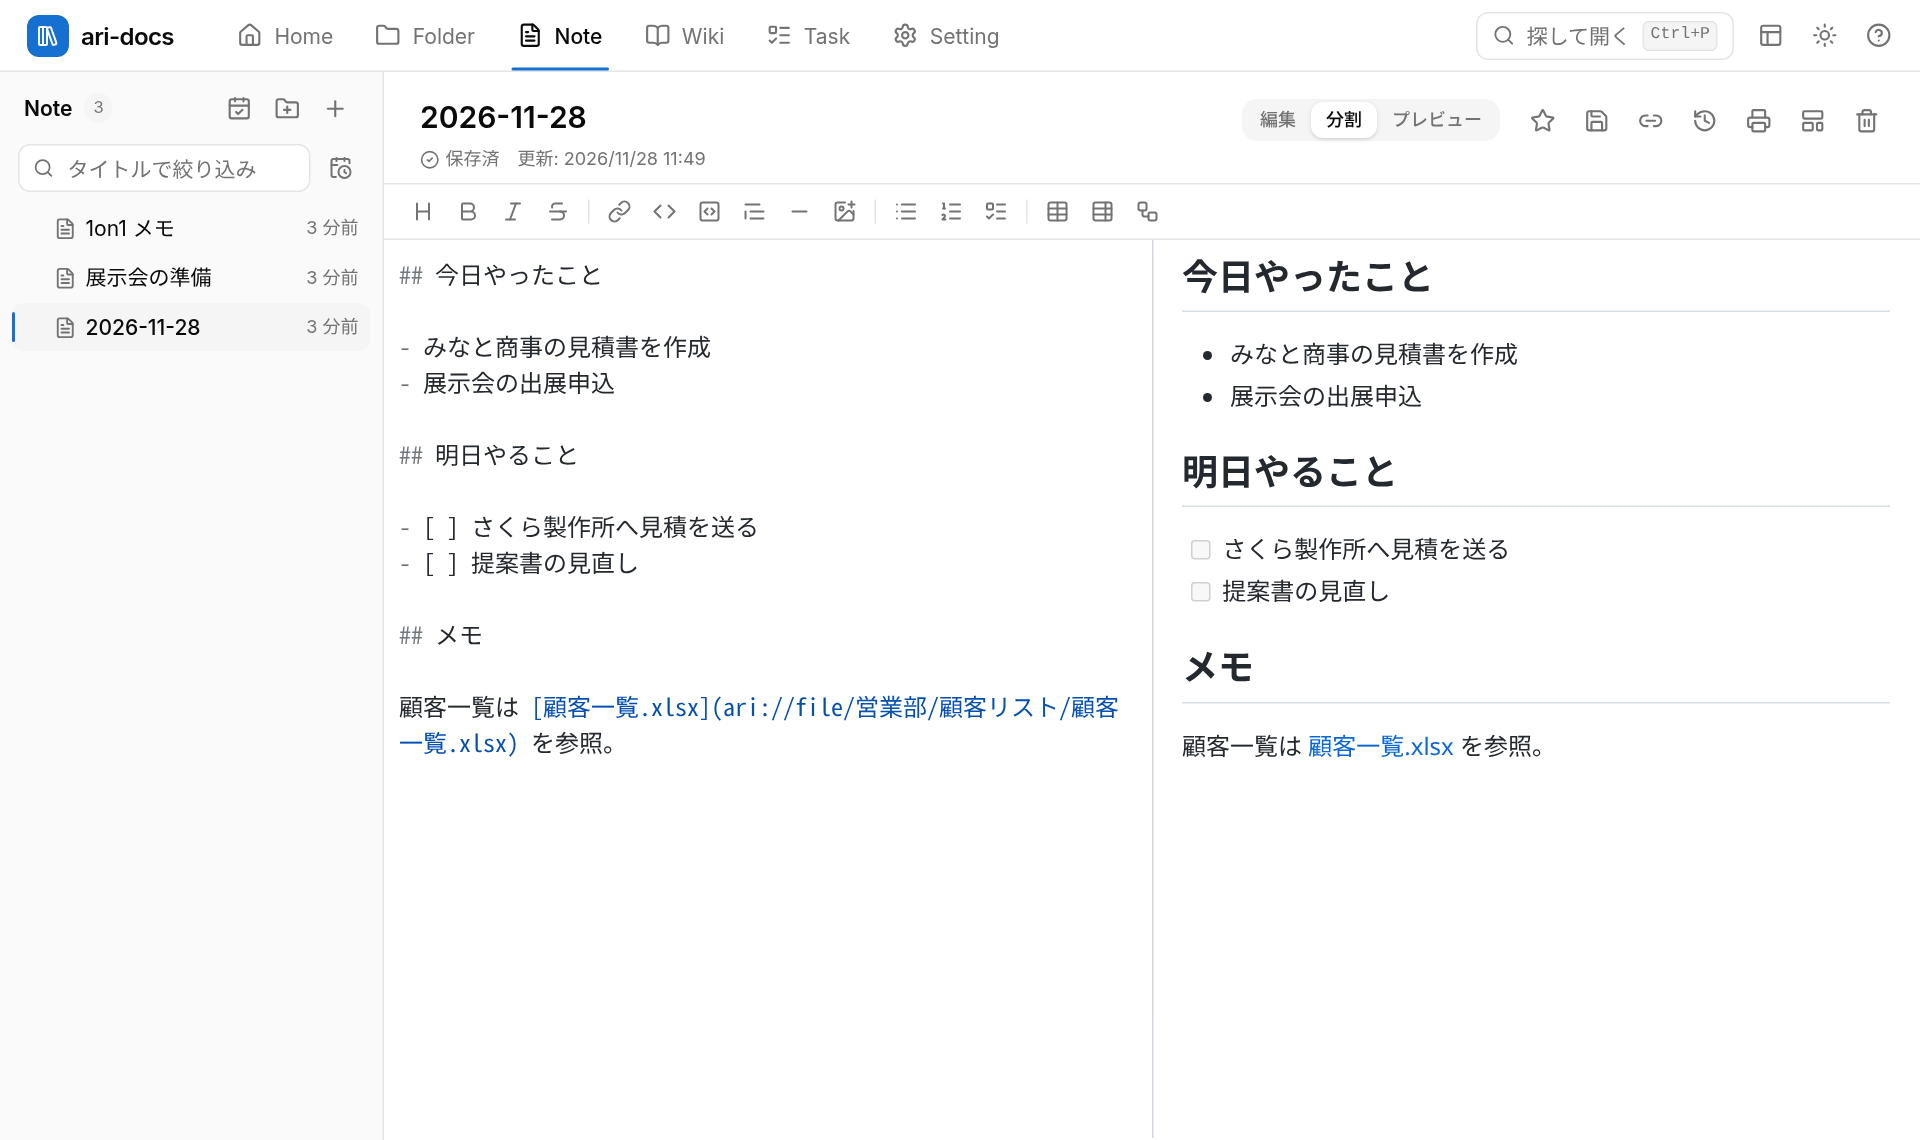 ari-docs
Home
Folder
Note
Wiki
Task
Setting
探して開く Ctrl+P
Note 3
タイトルで絞り込み
1on1 メモ 3 分前
展示会の準備 3 分前
2026-11-28 3 分前
2026-11-28
保存済 更新: 2026/11/28 11:49
編集 分割 プレビュー
## 今日やったこと
- みなと商事の見積書を作成
- 展示会の出展申込
## 明日やること
- [ ] さくら製作所へ見積を送る
- [ ] 提案書の見直し
## メモ
顧客一覧は [顧客一覧.xlsx](ari://file/営業部/顧客リスト/顧客
一覧.xlsx) を参照。
今日やったこと
みなと商事の見積書を作成
展示会の出展申込
明日やること
さくら製作所へ見積を送る
提案書の見直し
メモ
顧客一覧は 顧客一覧.xlsx を参照。